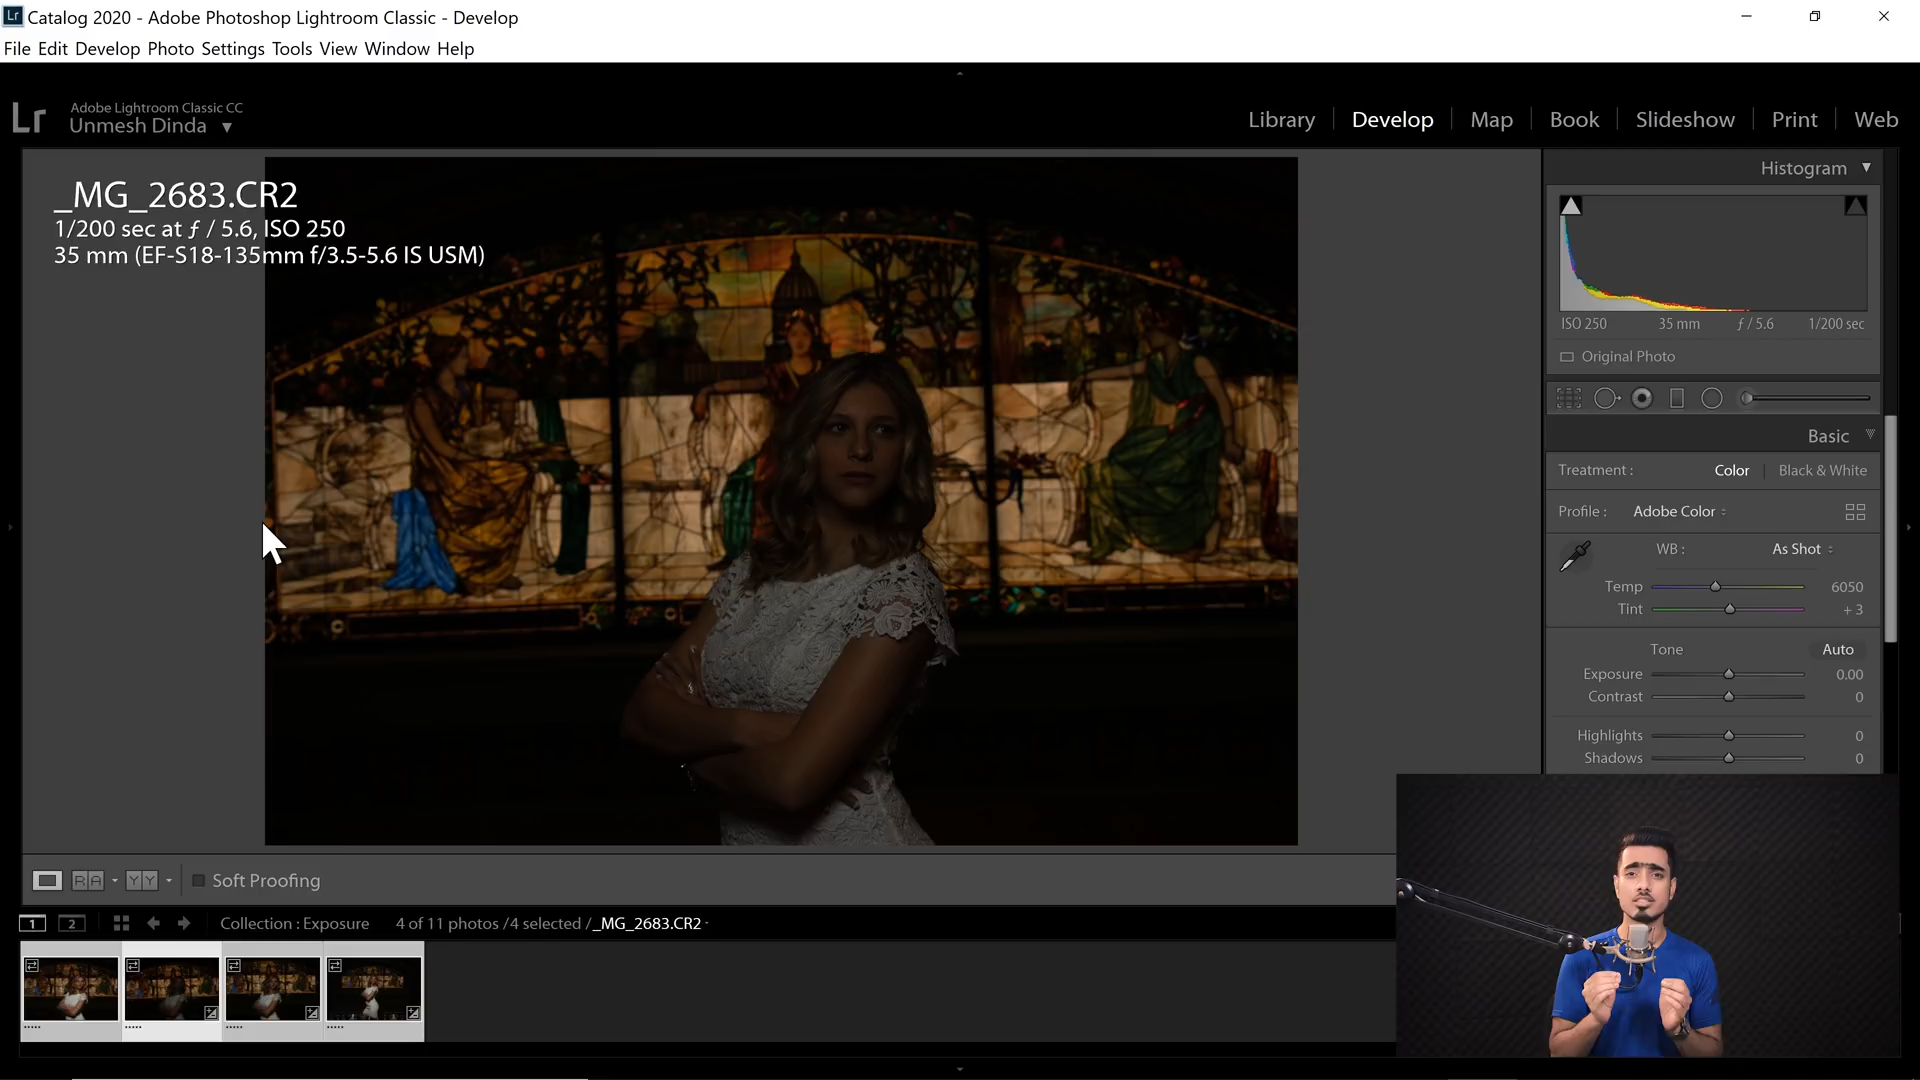 Lr Catalog 2020 - Adobe Photoshop Lightroom Classic - Develop
File Edit Develop Photo Settings Tools View Window Help
Lr Adobe Lightroom Classic CC
Unmesh Dinda
Library Develop Map Book Slideshow Print Web
Histogram
_MG_2683.CR2
1/200 sec at ƒ / 5.6, ISO 250
35 mm (EF-S18-135mm f/3.5-5.6 IS USM)
ISO 250 35 mm ƒ / 5.6 1/200 sec
Original Photo
Basic
Treatment : Color Black & White
Profile : Adobe Color
WB : As Shot
Temp 6050
Tint + 3
Tone Auto
Exposure 0.00
Contrast 0
Highlights 0
Shadows 0
R A Y Y Soft Proofing
1 2 Collection : Exposure 4 of 11 photos /4 selected /_MG_2683.CR2